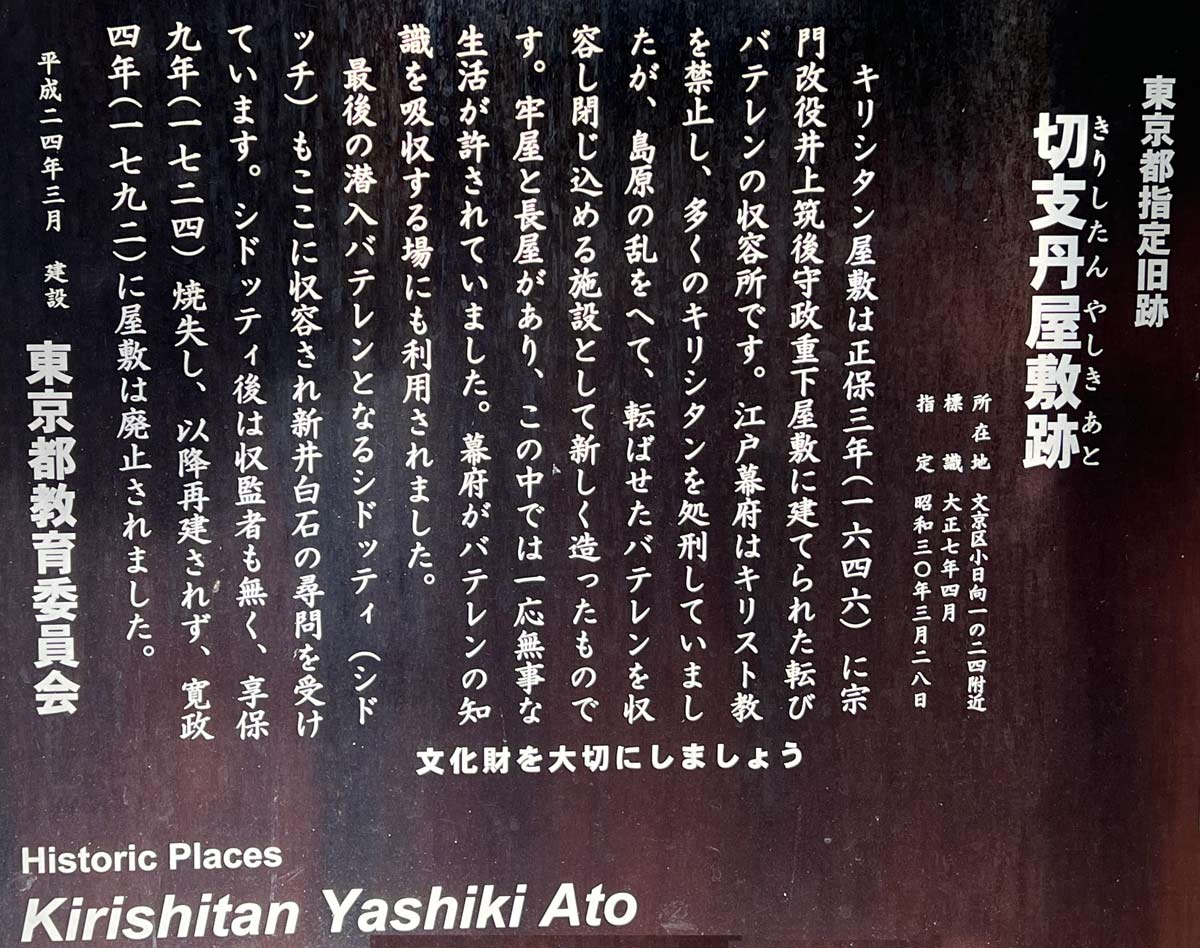 東京都指定旧跡
切支丹屋敷跡
きりしたん やしきあと
所在地 文京区小日向一の二四附近
標識 大正七年四月
指定 昭和三〇年三月二八日
キリシタン屋敷は正保三年(一六四六)に宗
門改役井上筑後守政重下屋敷に建てられた転び
バテレンの収容所です。江戸幕府はキリスト教
を禁止し、多くのキリシタンを処刑していまし
たが、島原の乱をへて、転ばせたバテレンを収
容し閉じ込める施設として新しく造ったもので
す。牢屋と長屋があり、この中では一応無事な
生活が許されていました。幕府がバテレンの知
識を吸収する場にも利用されました。
最後の潜入バテレンとなるシドッティ(シド
ッチ)もここに収容され新井白石の尋問を受け
ています。シドッティ後は収監者も無く、享保
九年(一七二四)焼失し、以降再建されず、寛政
四年(一七九二)に屋敷は廃止されました。
平成二四年三月 建設 東京都教育委員会
文化財を大切にしましょう
Historic Places
Kirishitan Yashiki Ato